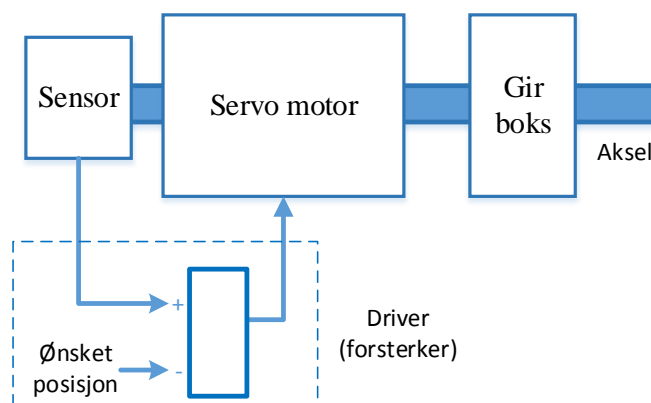 Sensor
Servo motor
Gir
boks
Aksel
+
Ønsket
posisjon
-
Driver
(forsterker)